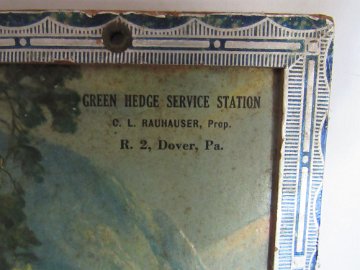 GREEN HEDGE SERVICE STATION
C. L. RAUHAUSER, Prop.
R. 2, Dover, Pa.